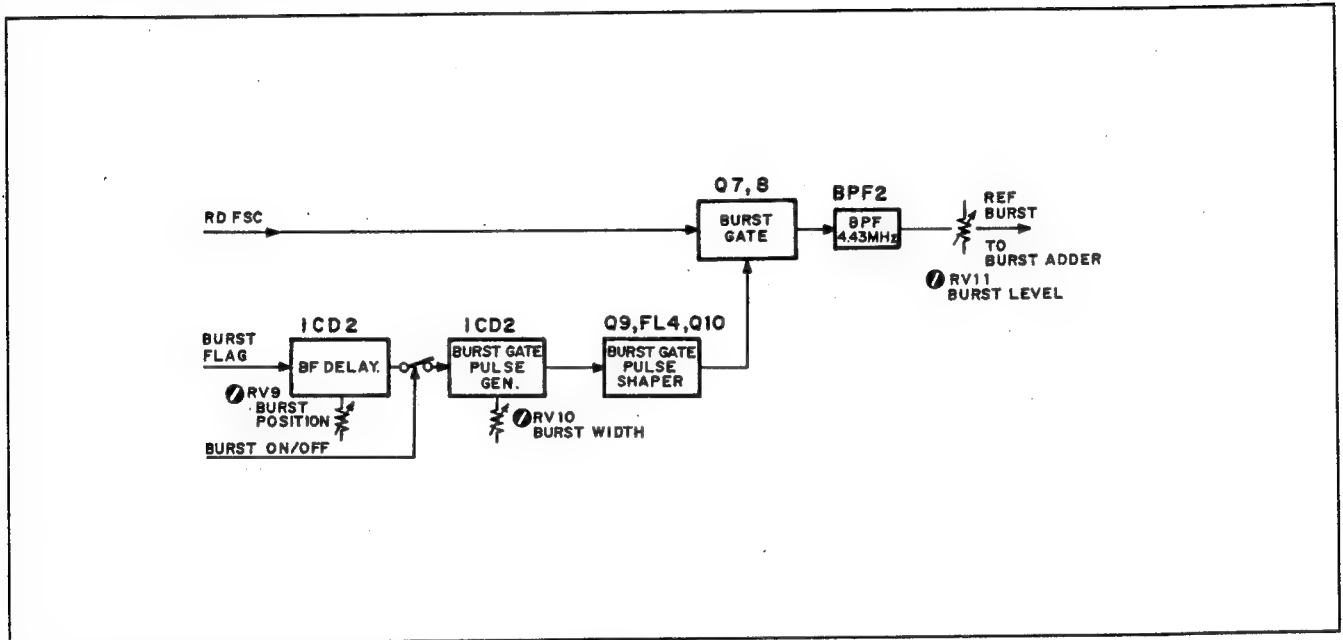 Q7,8
BURST
GATE
BPF2
BPF
4.43MHz
REF
BURST
TO
BURST ADDER
RV11
BURST LEVEL
RD FSC
BURST
FLAG
ICD2
BF DELAY.
RV9
BURST
POSITION
BURST ON/OFF
ICD2
BURST GATE
PULSE
GEN.
RV10
BURST WIDTH
Q9,FL4,Q10
BURST GATE
PULSE
SHAPER